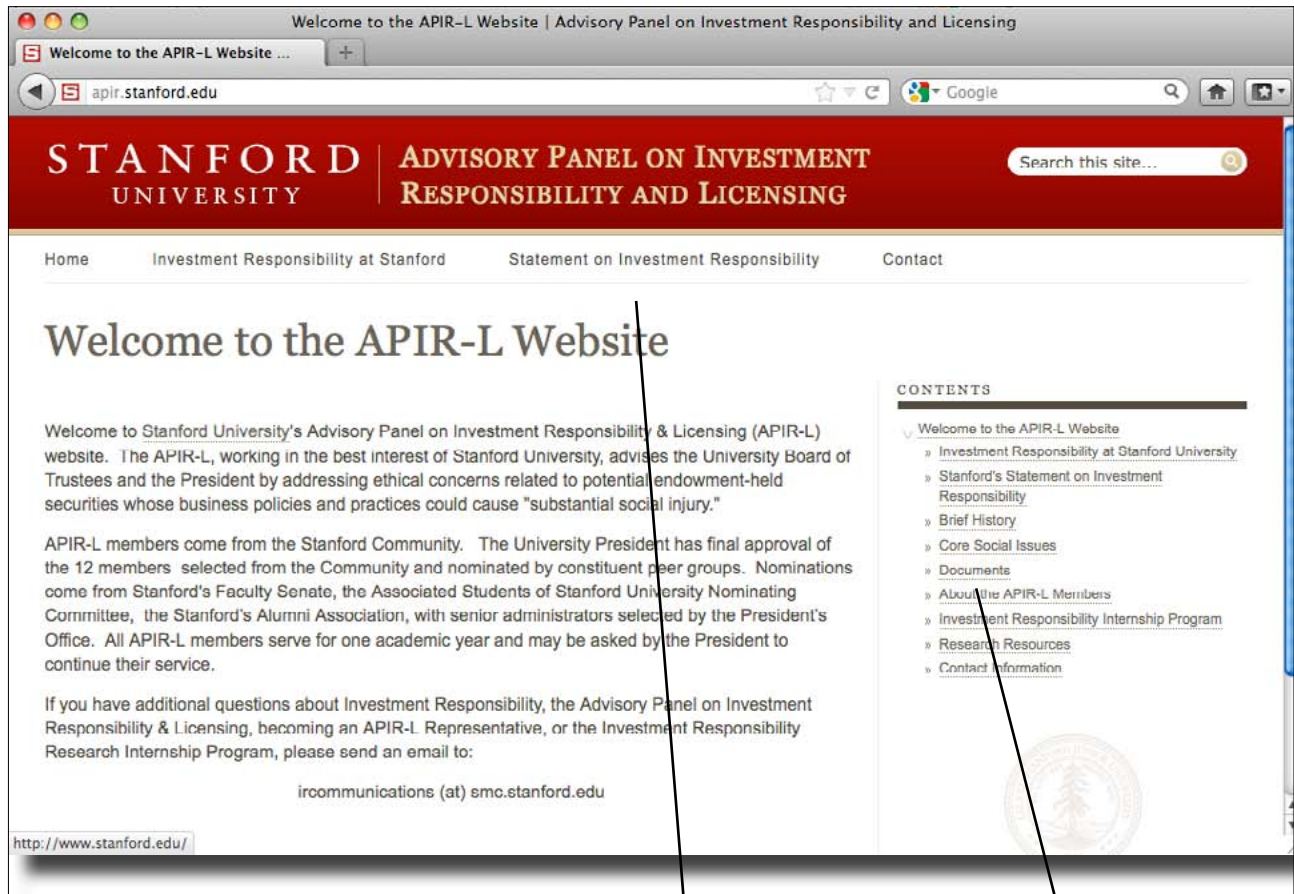 Welcome to the APIR-L Website | Advisory Panel on Investment Responsibility and Licensing
Welcome to the APIR-L Website ...
apir.stanford.edu
Google
STANFORD
UNIVERSITY
ADVISORY PANEL ON INVESTMENT
RESPONSIBILITY AND LICENSING
Search this site...
Home
Investment Responsibility at Stanford
Statement on Investment Responsibility
Contact
Welcome to the APIR-L Website
Welcome to Stanford University's Advisory Panel on Investment Responsibility & Licensing (APIR-L)
website. The APIR-L, working in the best interest of Stanford University, advises the University Board of
Trustees and the President by addressing ethical concerns related to potential endowment-held
securities whose business policies and practices could cause "substantial social injury."
APIR-L members come from the Stanford Community. The University President has final approval of
the 12 members selected from the Community and nominated by constituent peer groups. Nominations
come from Stanford's Faculty Senate, the Associated Students of Stanford University Nominating
Committee, the Stanford's Alumni Association, with senior administrators selected by the President's
Office. All APIR-L members serve for one academic year and may be asked by the President to
continue their service.
If you have additional questions about Investment Responsibility, the Advisory Panel on Investment
Responsibility & Licensing, becoming an APIR-L Representative, or the Investment Responsibility
Research Internship Program, please send an email to:
ircommunications (at) smc.stanford.edu
CONTENTS
Welcome to the APIR-L Website
» Investment Responsibility at Stanford University
» Stanford's Statement on Investment
Responsibility
» Brief History
» Core Social Issues
» Documents
» About the APIR-L Members
» Investment Responsibility Internship Program
» Research Resources
» Contact Information
http://www.stanford.edu/